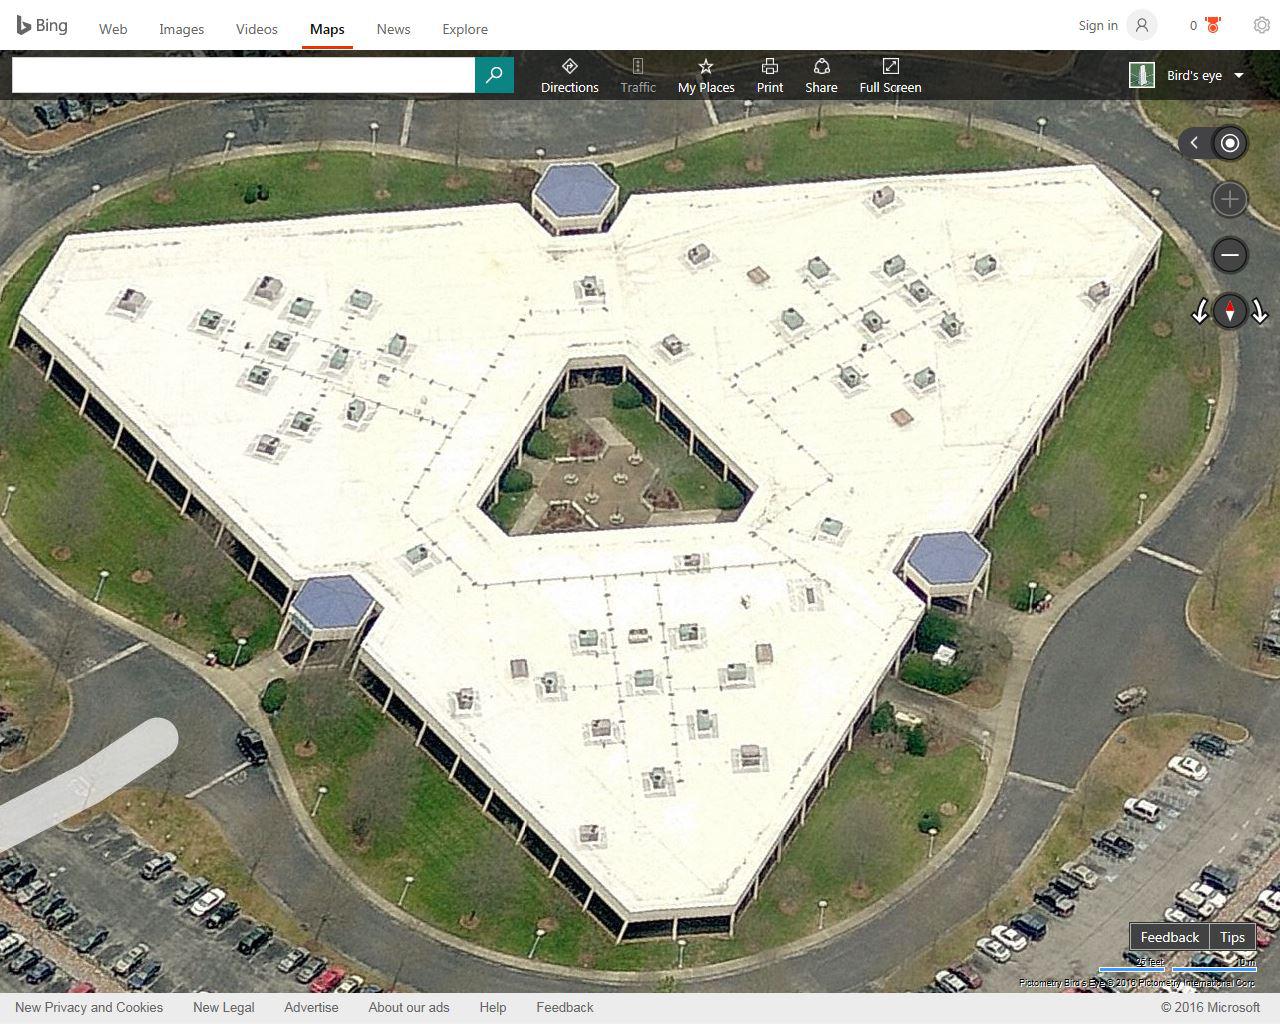 Bing
Web
Images
Videos
Maps
News
Explore
Sign in
0
Directions
Traffic
My Places
Print
Share
Full Screen
Bird's eye
Feedback
Tips
25 feet
10 m
Pictometry Bird's Eye © 2016 Pictometry International Corp
New Privacy and Cookies
New Legal
Advertise
About our ads
Help
Feedback
© 2016 Microsoft